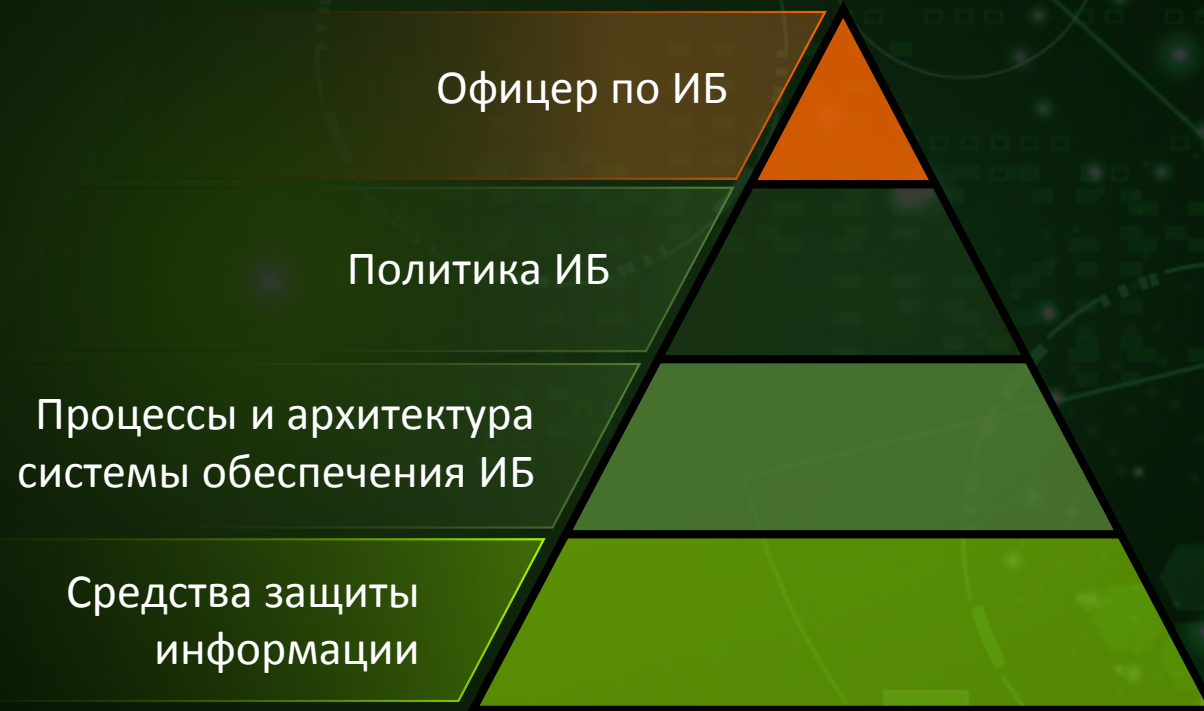 Офицер по ИБ
Политика ИБ
Процессы и архитектура
системы обеспечения ИБ
Средства защиты
информации